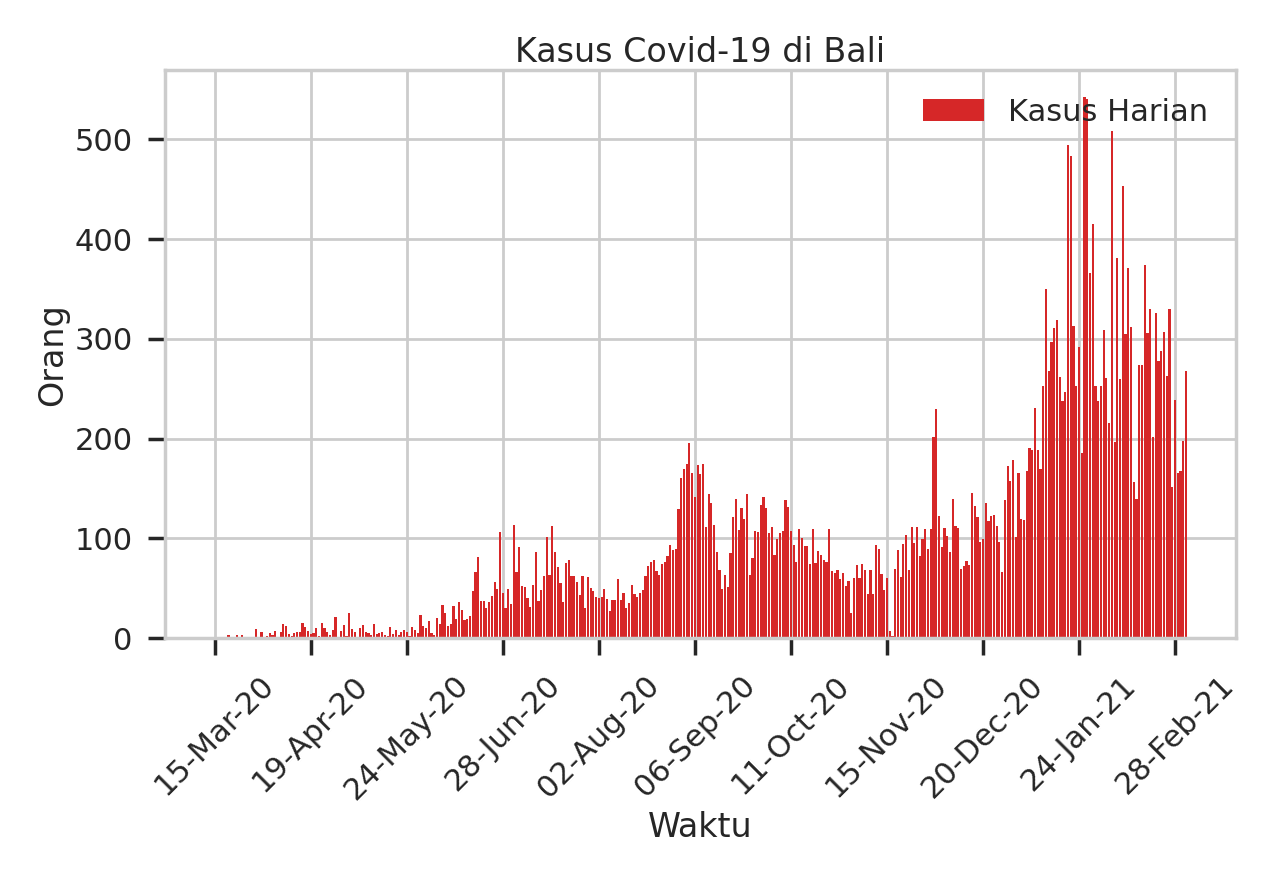 Kasus Covid-19 di Bali
Kasus Harian
500
400
300
200
100
0
Orang
15-Mar-20
19-Apr-20
24-May-20
28-Jun-20
02-Aug-20
06-Sep-20
11-Oct-20
15-Nov-20
20-Dec-20
24-Jan-21
28-Feb-21
Waktu